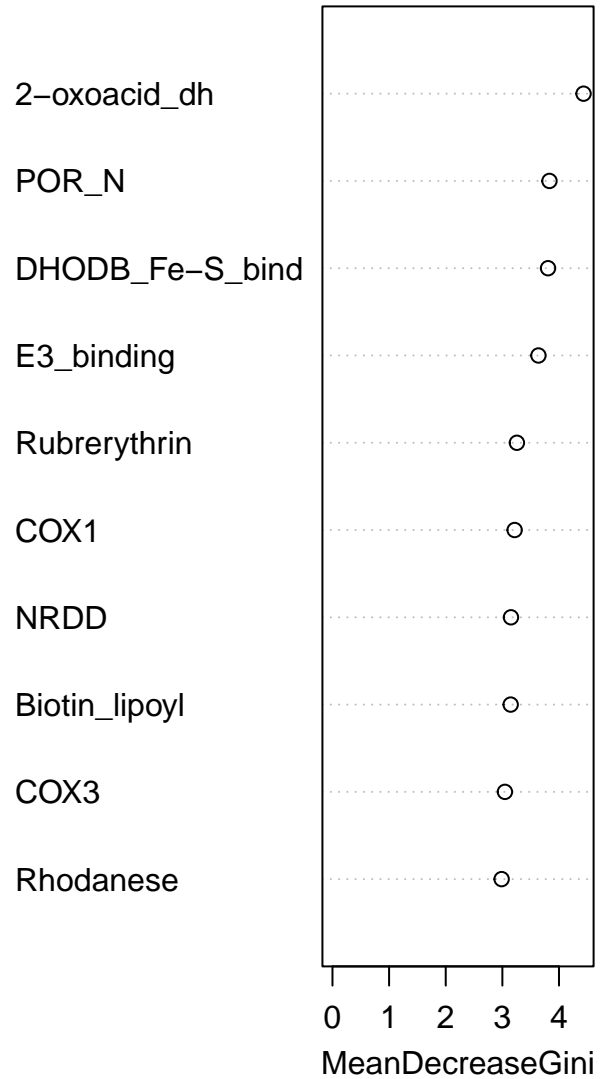 2−oxoacid_dh
POR_N
DHODB_Fe−S_bind
E3_binding
Rubrerythrin
COX1
NRDD
Biotin_lipoyl
COX3
Rhodanese
0 1 2 3 4
MeanDecreaseGini